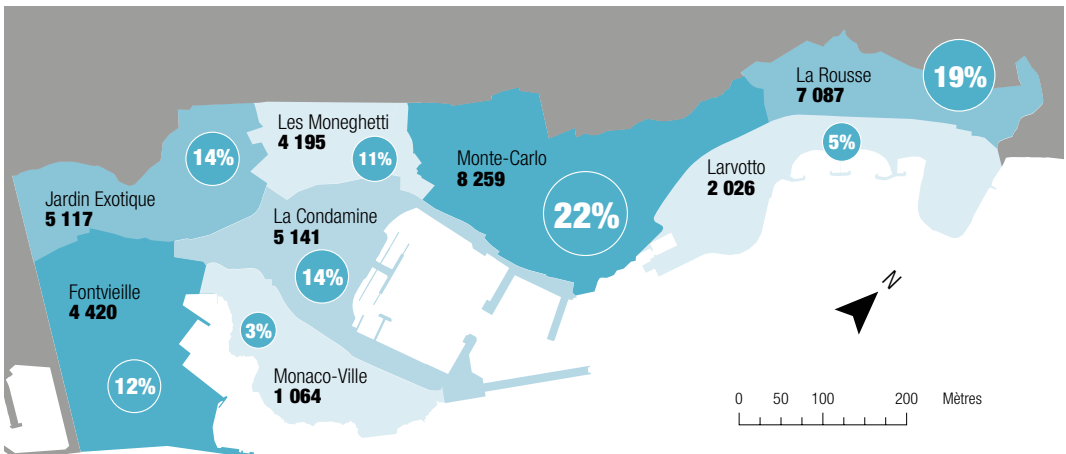 La Rousse
7 087
19%
Les Moneghetti
4 195
11%
14%
Monte-Carlo
8 259
22%
5%
Larvotto
2 026
Jardin Exotique
5 117
La Condamine
5 141
14%
Fontvieille
4 420
12%
3%
Monaco-Ville
1 064
N
0 50 100 200 Mètres